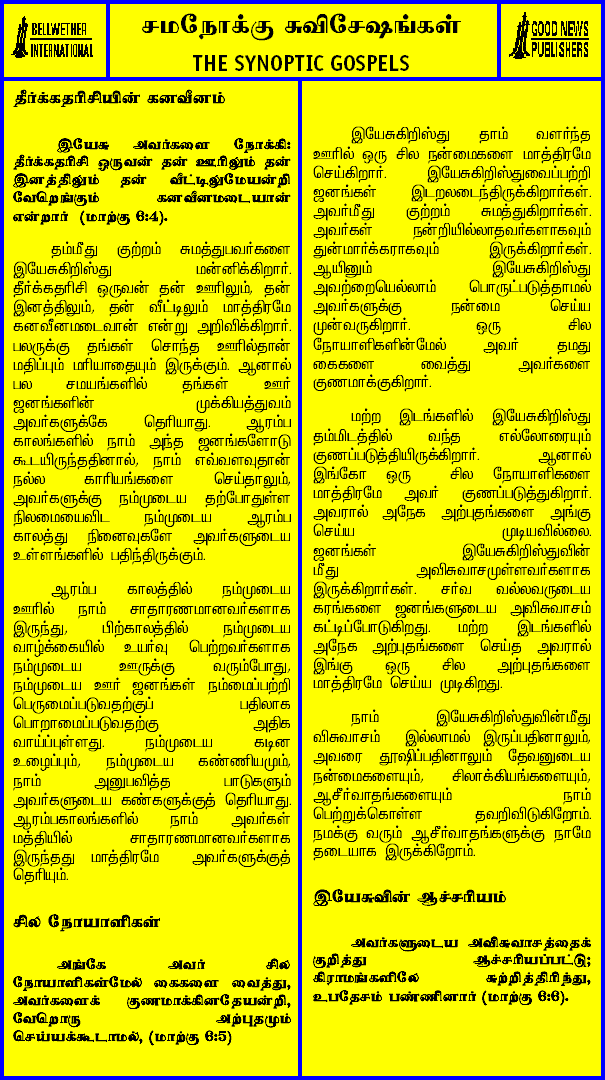 BELLWETHER
INTERNATIONAL
சமநோக்கு சுவிசேஷங்கள்
THE SYNOPTIC GOSPELS
GOOD NEWS
PUBLISHERS
தீர்க்கதரிசியின் கனவீனம்
இயேசு அவர்களை நோக்கி:
தீர்க்கதரிசி ஒருவன் தன் ஊரிலும் தன்
இனத்திலும் தன் வீட்டிலுமேயன்றி
வேறெங்கும் கனவீனமடையான்
என்றார் (மாற்கு 6:4).
தம்மீது குற்றம் சுமத்துபவர்களை
இயேசுகிறிஸ்து மன்னிக்கிறார்.
தீர்க்கதரிசி ஒருவன் தன் ஊரிலும், தன்
இனத்திலும், தன் வீட்டிலும் மாத்திரமே
கனவீனமடைவான் என்று அறிவிக்கிறார்.
பலருக்கு தங்கள் சொந்த ஊரில்தான்
மதிப்பும் மரியாதையும் இருக்கும். ஆனால்
பல சமயங்களில் தங்கள் ஊர்
ஜனங்களின் முக்கியத்துவம்
அவர்களுக்கே தெரியாது. ஆரம்ப
காலங்களில் நாம் அந்த ஜனங்களோடு
கூடயிருந்ததினால், நாம் எவ்வளவுதான்
நல்ல காரியங்களை செய்தாலும்,
அவர்களுக்கு நம்முடைய தற்போதுள்ள
நிலமையைவிட நம்முடைய ஆரம்ப
காலத்து நினைவுகளே அவர்களுடைய
உள்ளங்களில் பதிந்திருக்கும்.
ஆரம்ப காலத்தில் நம்முடைய
ஊரில் நாம் சாதாரணமானவர்களாக
இருந்து, பிற்காலத்தில் நம்முடைய
வாழ்க்கையில் உயர்வு பெற்றவர்களாக
நம்முடைய ஊருக்கு வரும்போது,
நம்முடைய ஊர் ஜனங்கள் நம்மைப்பற்றி
பெருமைப்படுவதற்குப் பதிலாக
பொறாமைப்படுவதற்கு அதிக
வாய்ப்புள்ளது. நம்முடைய கடின
உழைப்பும், நம்முடைய கண்ணியமும்,
நாம் அனுபவித்த பாடுகளும்
அவர்களுடைய கண்களுக்குத் தெரியாது.
ஆரம்பகாலங்களில் நாம் அவர்கள்
மத்தியில் சாதாரணமானவர்களாக
இருந்தது மாத்திரமே அவர்களுக்குத்
தெரியும்.
சில நோயாளிகள்
அங்கே அவர் சில
நோயாளிகள்மேல் கைகளை வைத்து,
அவர்களைக் குணமாக்கினதேயன்றி,
வேறொரு அற்புதமும்
செய்யக்கூடாமல், (மாற்கு 6:5)
இயேசுகிறிஸ்து தாம் வளர்ந்த
ஊரில் ஒரு சில நன்மைகளை மாத்திரமே
செய்கிறார். இயேசுகிறிஸ்துவைப்பற்றி
ஜனங்கள் இடறலடைந்திருக்கிறார்கள்.
அவர்மீது குற்றம் சுமத்துகிறார்கள்.
அவர்கள் நன்றியில்லாதவர்களாகவும்
துன்மார்க்கராகவும் இருக்கிறார்கள்.
ஆயினும் இயேசுகிறிஸ்து
அவற்றையெல்லாம் பொருட்படுத்தாமல்
அவர்களுக்கு நன்மை செய்ய
முன்வருகிறார். ஒரு சில
நோயாளிகளின்மேல் அவர் தமது
கைகளை வைத்து அவர்களை
குணமாக்குகிறார்.
மற்ற இடங்களில் இயேசுகிறிஸ்து
தம்மிடத்தில் வந்த எல்லோரையும்
குணப்படுத்தியிருக்கிறார். ஆனால்
இங்கோ ஒரு சில நோயாளிகளை
மாத்திரமே அவர் குணப்படுத்துகிறார்.
அவரால் அநேக அற்புதங்களை அங்கு
செய்ய முடியவில்லை.
ஜனங்கள் இயேசுகிறிஸ்துவின்
மீது அவிசுவாசமுள்ளவர்களாக
இருக்கிறார்கள். சர்வ வல்லவருடைய
கரங்களை ஜனங்களுடைய அவிசுவாசம்
கட்டிப்போடுகிறது. மற்ற இடங்களில்
அநேக அற்புதங்களை செய்த அவரால்
இங்கு ஒரு சில அற்புதங்களை
மாத்திரமே செய்ய முடிகிறது.
நாம் இயேசுகிறிஸ்துவின்மீது
விசுவாசம் இல்லாமல் இருப்பதினாலும்,
அவரை தூஷிப்பதினாலும் தேவனுடைய
நன்மைகளையும், சிலாக்கியங்களையும்,
ஆசீர்வாதங்களையும் நாம்
பெற்றுக்கொள்ள தவறிவிடுகிறோம்.
நமக்கு வரும் ஆசீர்வாதங்களுக்கு நாமே
தடையாக இருக்கிறோம்.
இயேசுவின் ஆச்சரியம்
அவர்களுடைய அவிசுவாசத்தைக்
குறித்து ஆச்சரியப்பட்டு;
கிராமங்களிலே சுற்றித்திரிந்து,
உபதேசம் பண்ணினார் (மாற்கு 6:6).